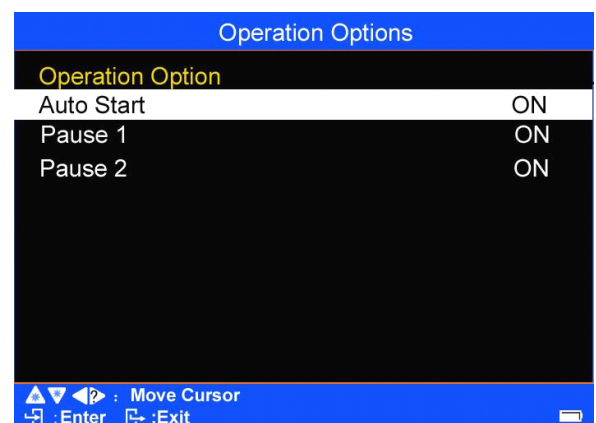 Operation Options
Operation Option
Auto Start ON
Pause 1 ON
Pause 2 ON
? : Move Cursor
:Enter :Exit